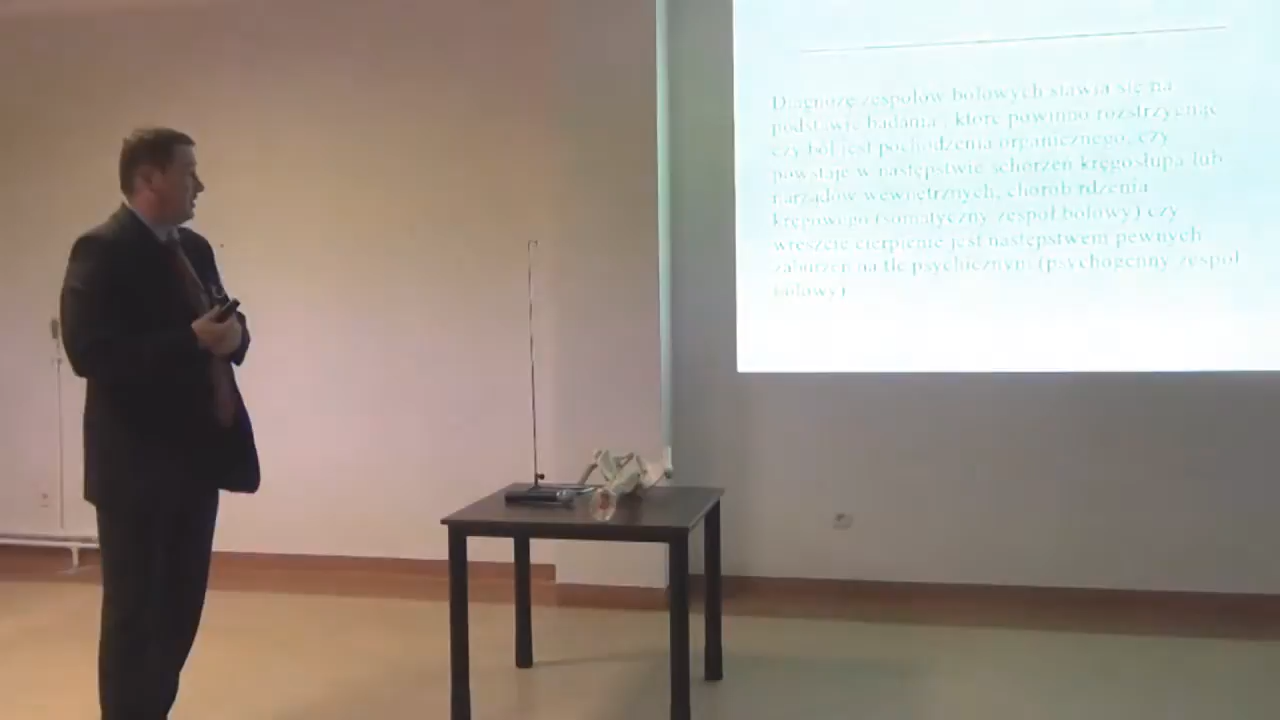 Diagnozę zespołów bólowych stawia się na
podstawie badania , które powinno rozstrzygnąć
czy ból jest pochodzenia organicznego, czy
powstaje w następstwie schorzeń kręgosłupa lub
narządów wewnętrznych, chorób rdzenia
kręgowego (somatyczny zespół bólowy) czy
wreszcie cierpienie jest następstwem pewnych
zaburzeń na tle psychicznym (psychogenny zespół
bólowy)